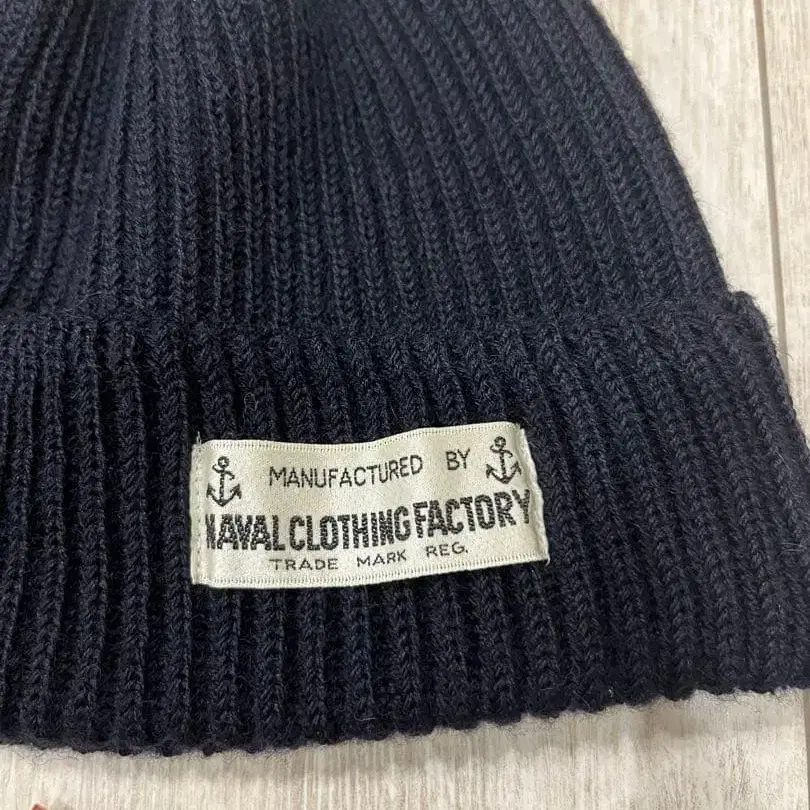 MANUFACTURED BY
NAVAL CLOTHING FACTORY
TRADE MARK REG.